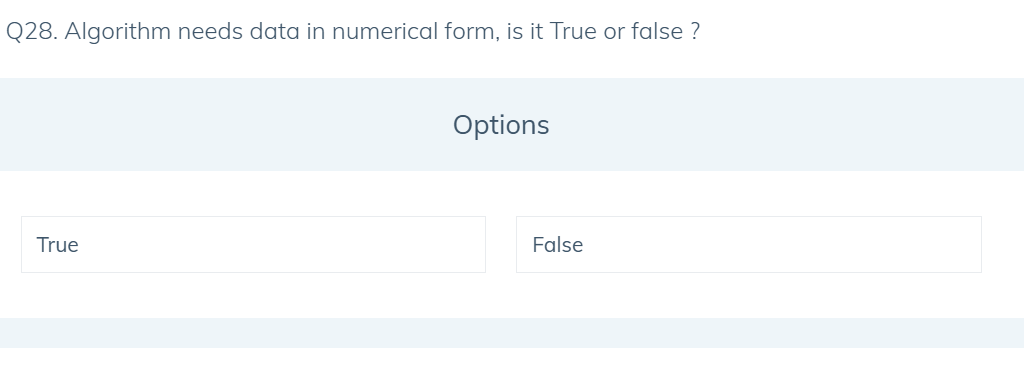 Q28. Algorithm needs data in numerical form, is it True or false ?
Options
True
False